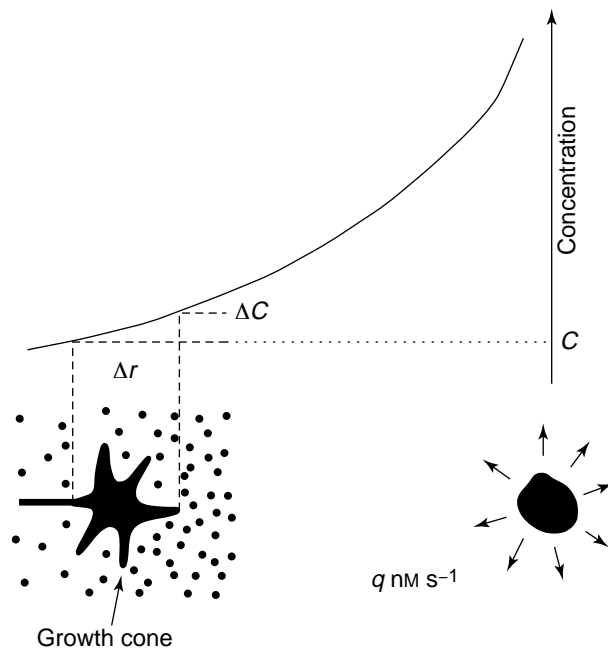 Concentration
ΔC
C
Δr
q nM s⁻¹
Growth cone